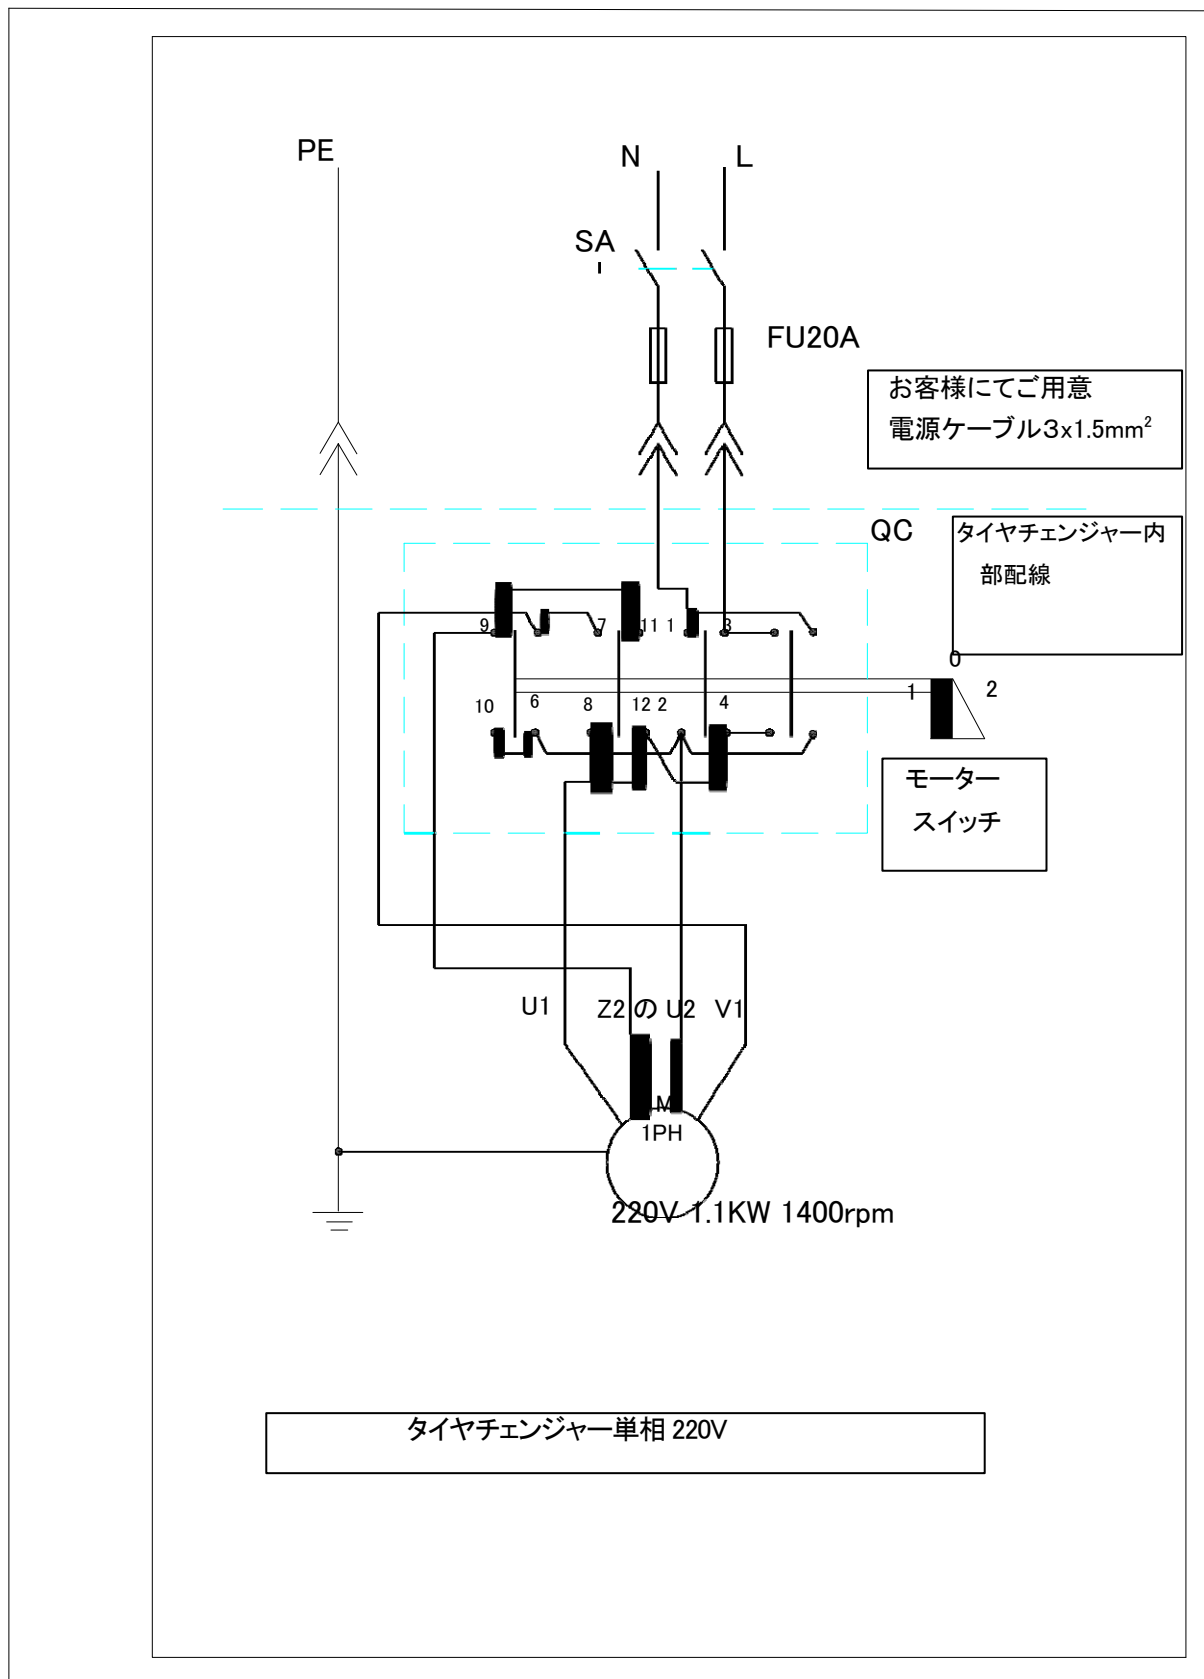 PE
N
L
SA
FU20A
お客様にてご用意
電源ケーブル3x1.5mm²
QC
タイヤチェンジャー内
部配線
9
7
11
1
3
0
1
2
10
6
8
12
2
4
モーター
スイッチ
U1
Z2
の
U2
V1
M
1PH
220V 1.1KW 1400rpm
タイヤチェンジャー単相 220V